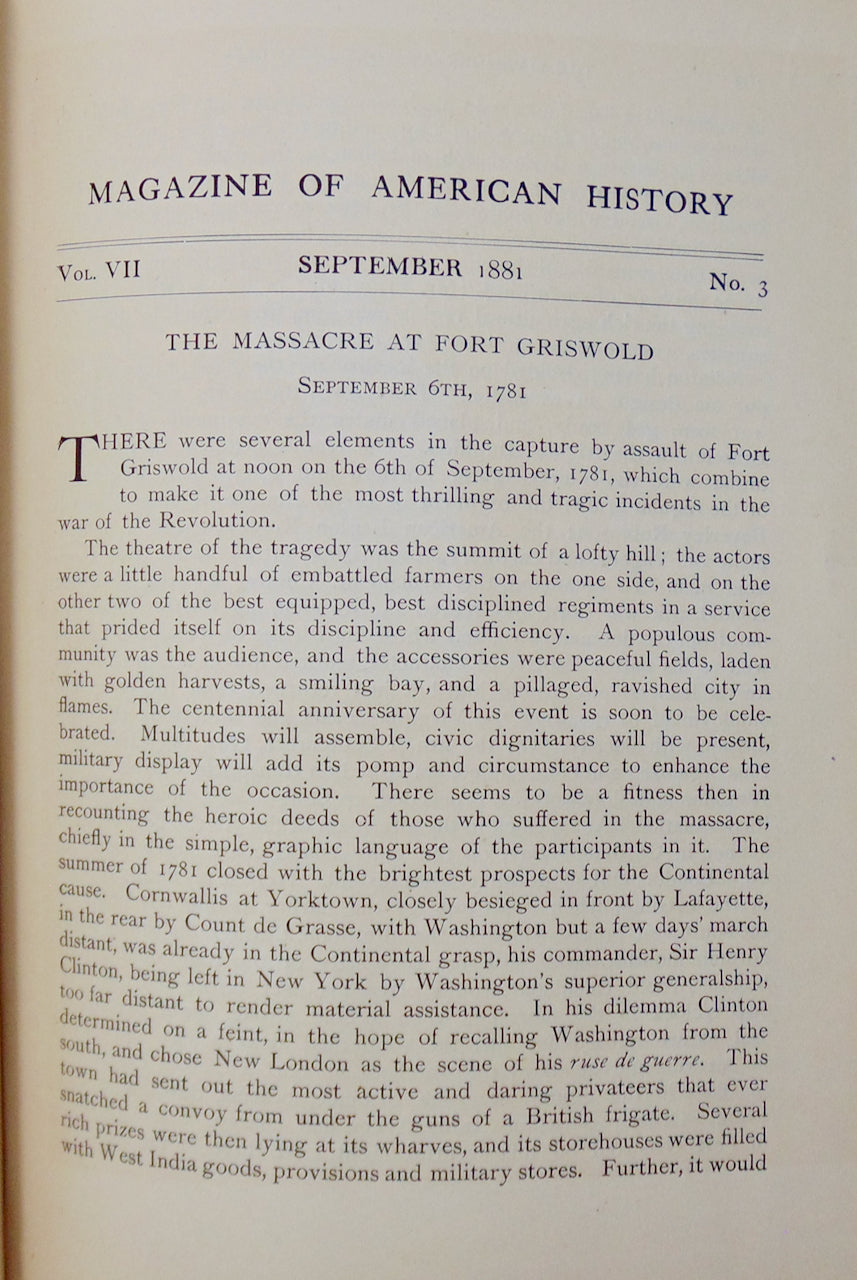 MAGAZINE OF AMERICAN HISTORY
VOL. VII SEPTEMBER 1881 No. 3
THE MASSACRE AT FORT GRISWOLD
SEPTEMBER 6TH, 1781
THERE were several elements in the capture by assault of Fort
Griswold at noon on the 6th of September, 1781, which combine
to make it one of the most thrilling and tragic incidents in the
war of the Revolution.
The theatre of the tragedy was the summit of a lofty hill; the actors
were a little handful of embattled farmers on the one side, and on the
other two of the best equipped, best disciplined regiments in a service
that prided itself on its discipline and efficiency. A populous com-
munity was the audience, and the accessories were peaceful fields, laden
with golden harvests, a smiling bay, and a pillaged, ravished city in
flames. The centennial anniversary of this event is soon to be cele-
brated. Multitudes will assemble, civic dignitaries will be present,
military display will add its pomp and circumstance to enhance the
importance of the occasion. There seems to be a fitness then in
recounting the heroic deeds of those who suffered in the massacre,
chiefly in the simple, graphic language of the participants in it. The
summer of 1781 closed with the brightest prospects for the Continental
cause. Cornwallis at Yorktown, closely besieged in front by Lafayette,
in the rear by Count de Grasse, with Washington but a few days' march
distant, was already in the Continental grasp, his commander, Sir Henry
Clinton, being left in New York by Washington's superior generalship,
too far distant to render material assistance. In his dilemma Clinton
determined on a feint, in the hope of recalling Washington from the
south, and chose New London as the scene of his ruse de guerre. This
town had sent out the most active and daring privateers that ever
snatched a convoy from under the guns of a British frigate. Several
rich prizes were then lying at its wharves, and its storehouses were filled
with West India goods, provisions and military stores. Further, it would